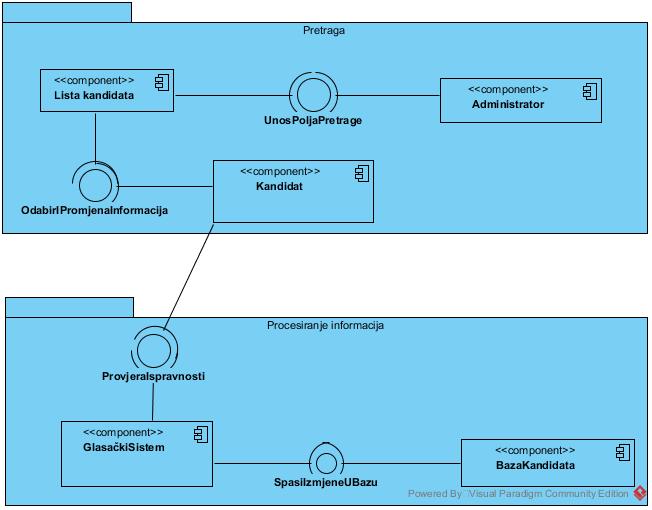 Pretraga
<<component>>
Lista kandidata
<<component>>
Administrator
UnosPoljaPretrage
<<component>>
Kandidat
OdabirIPromjenaInformacija
Procesiranje informacija
ProvjeraIspravnosti
<<component>>
GlasačkiSistem
<<component>>
BazaKandidata
SpasiIzmjeneUBazu
Powered By Visual Paradigm Community Edition